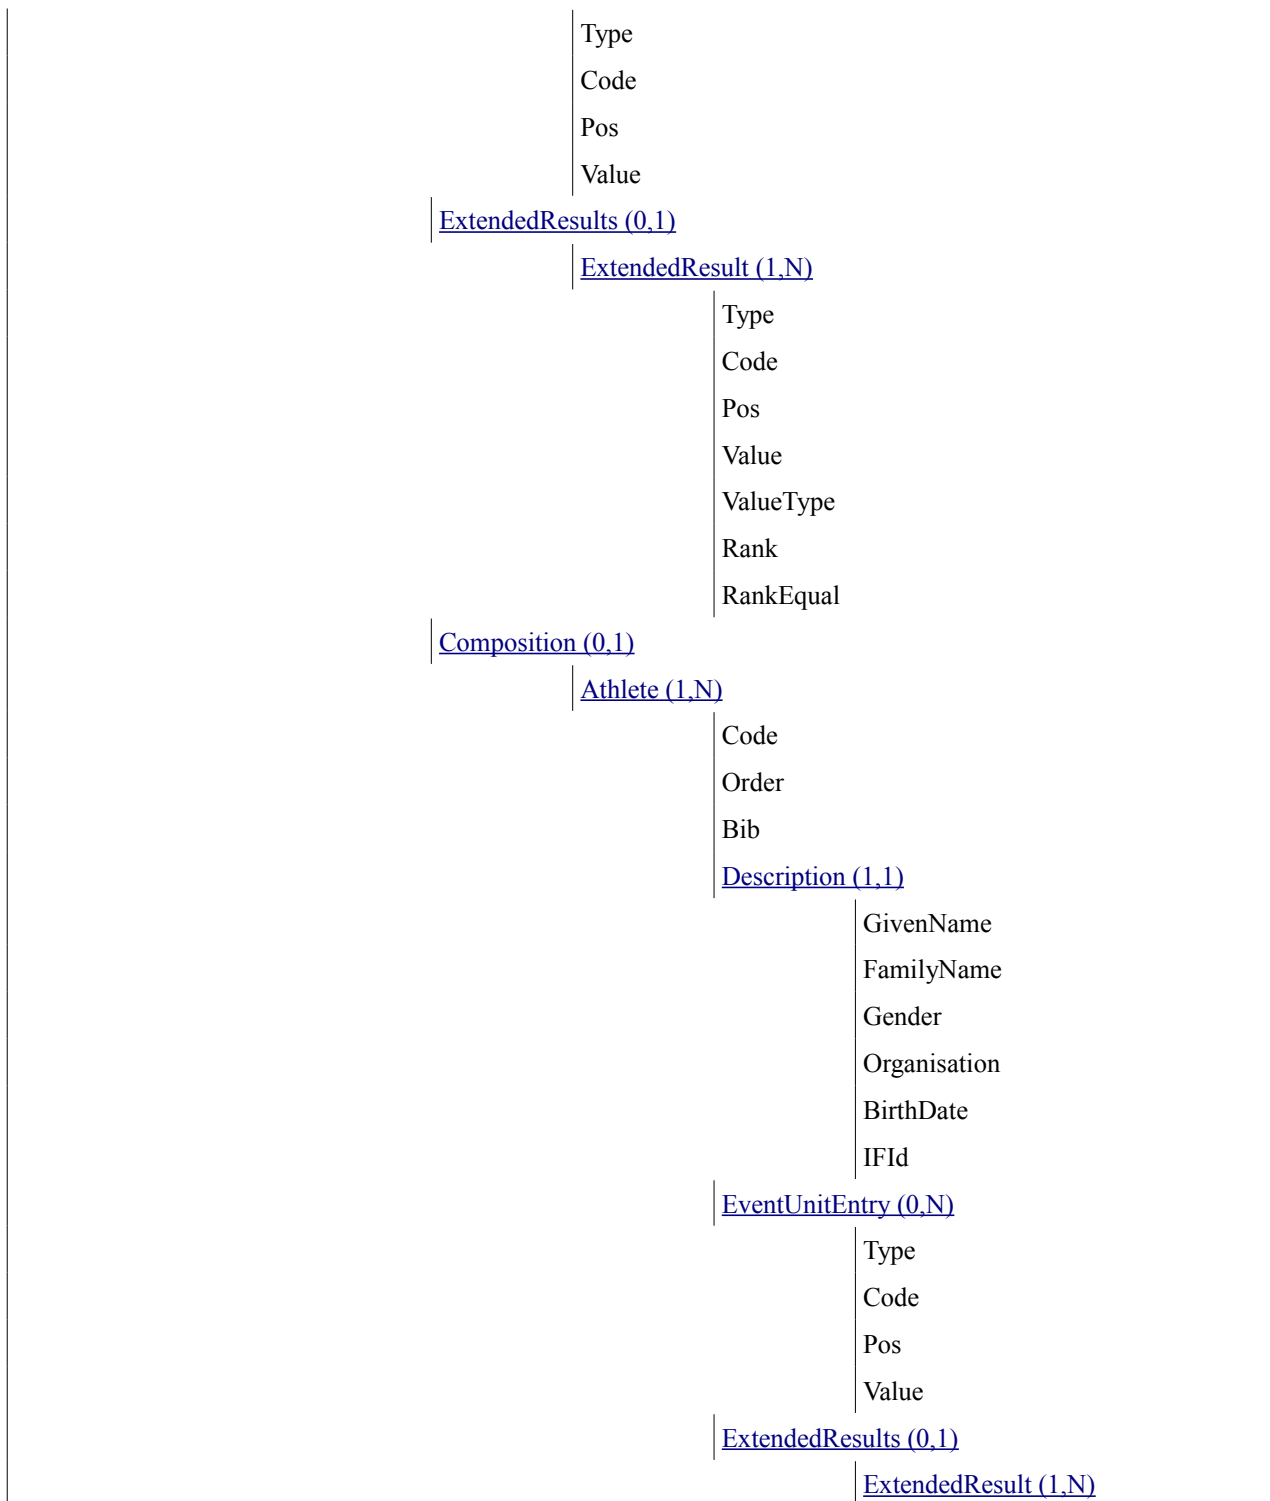 Type
Code
Pos
Value
ExtendedResults (0,1)
ExtendedResult (1,N)
Type
Code
Pos
Value
ValueType
Rank
RankEqual
Composition (0,1)
Athlete (1,N)
Code
Order
Bib
Description (1,1)
GivenName
FamilyName
Gender
Organisation
BirthDate
IFId
EventUnitEntry (0,N)
Type
Code
Pos
Value
ExtendedResults (0,1)
ExtendedResult (1,N)